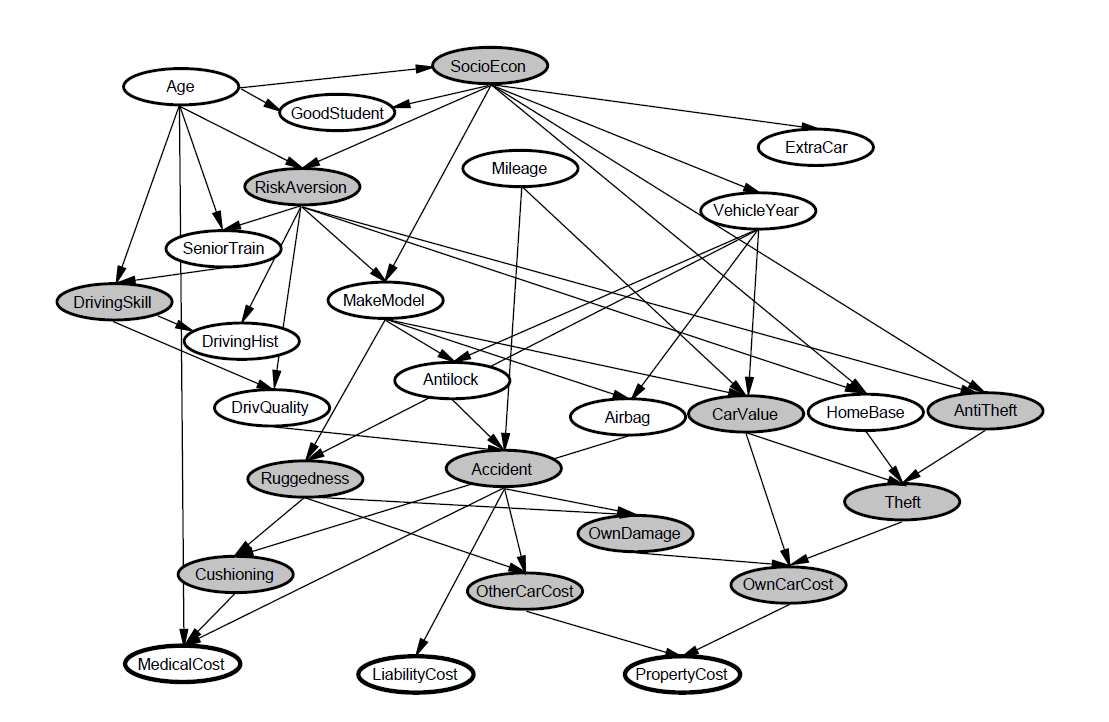 SocioEcon
Age
GoodStudent
ExtraCar
Mileage
RiskAversion
VehicleYear
SeniorTrain
DrivingSkill
MakeModel
DrivingHist
Antilock
DrivQuality
Airbag
CarValue
HomeBase
AntiTheft
Ruggedness
Accident
Theft
OwnDamage
Cushioning
OtherCarCost
OwnCarCost
MedicalCost
LiabilityCost
PropertyCost